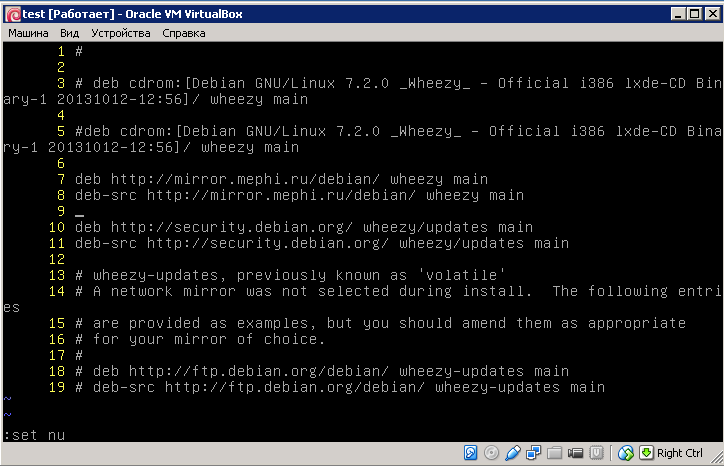 test [Работает] - Oracle VM VirtualBox
Машина Вид Устройства Справка
1 #
2
3 # deb cdrom:[Debian GNU/Linux 7.2.0 _Wheezy_ - Official i386 lxde-CD Bin
ary-1 20131012-12:56]/ wheezy main
4
5 #deb cdrom:[Debian GNU/Linux 7.2.0 _Wheezy_ - Official i386 lxde-CD Bina
ry-1 20131012-12:56]/ wheezy main
6
7 deb http://mirror.mephi.ru/debian/ wheezy main
8 deb-src http://mirror.mephi.ru/debian/ wheezy main
9
10 deb http://security.debian.org/ wheezy/updates main
11 deb-src http://security.debian.org/ wheezy/updates main
12
13 # wheezy-updates, previously known as 'volatile'
14 # A network mirror was not selected during install.  The following entri
es
15 # are provided as examples, but you should amend them as appropriate
16 # for your mirror of choice.
17 #
18 # deb http://ftp.debian.org/debian/ wheezy-updates main
19 # deb-src http://ftp.debian.org/debian/ wheezy-updates main
~
~
:set nu
Right Ctrl